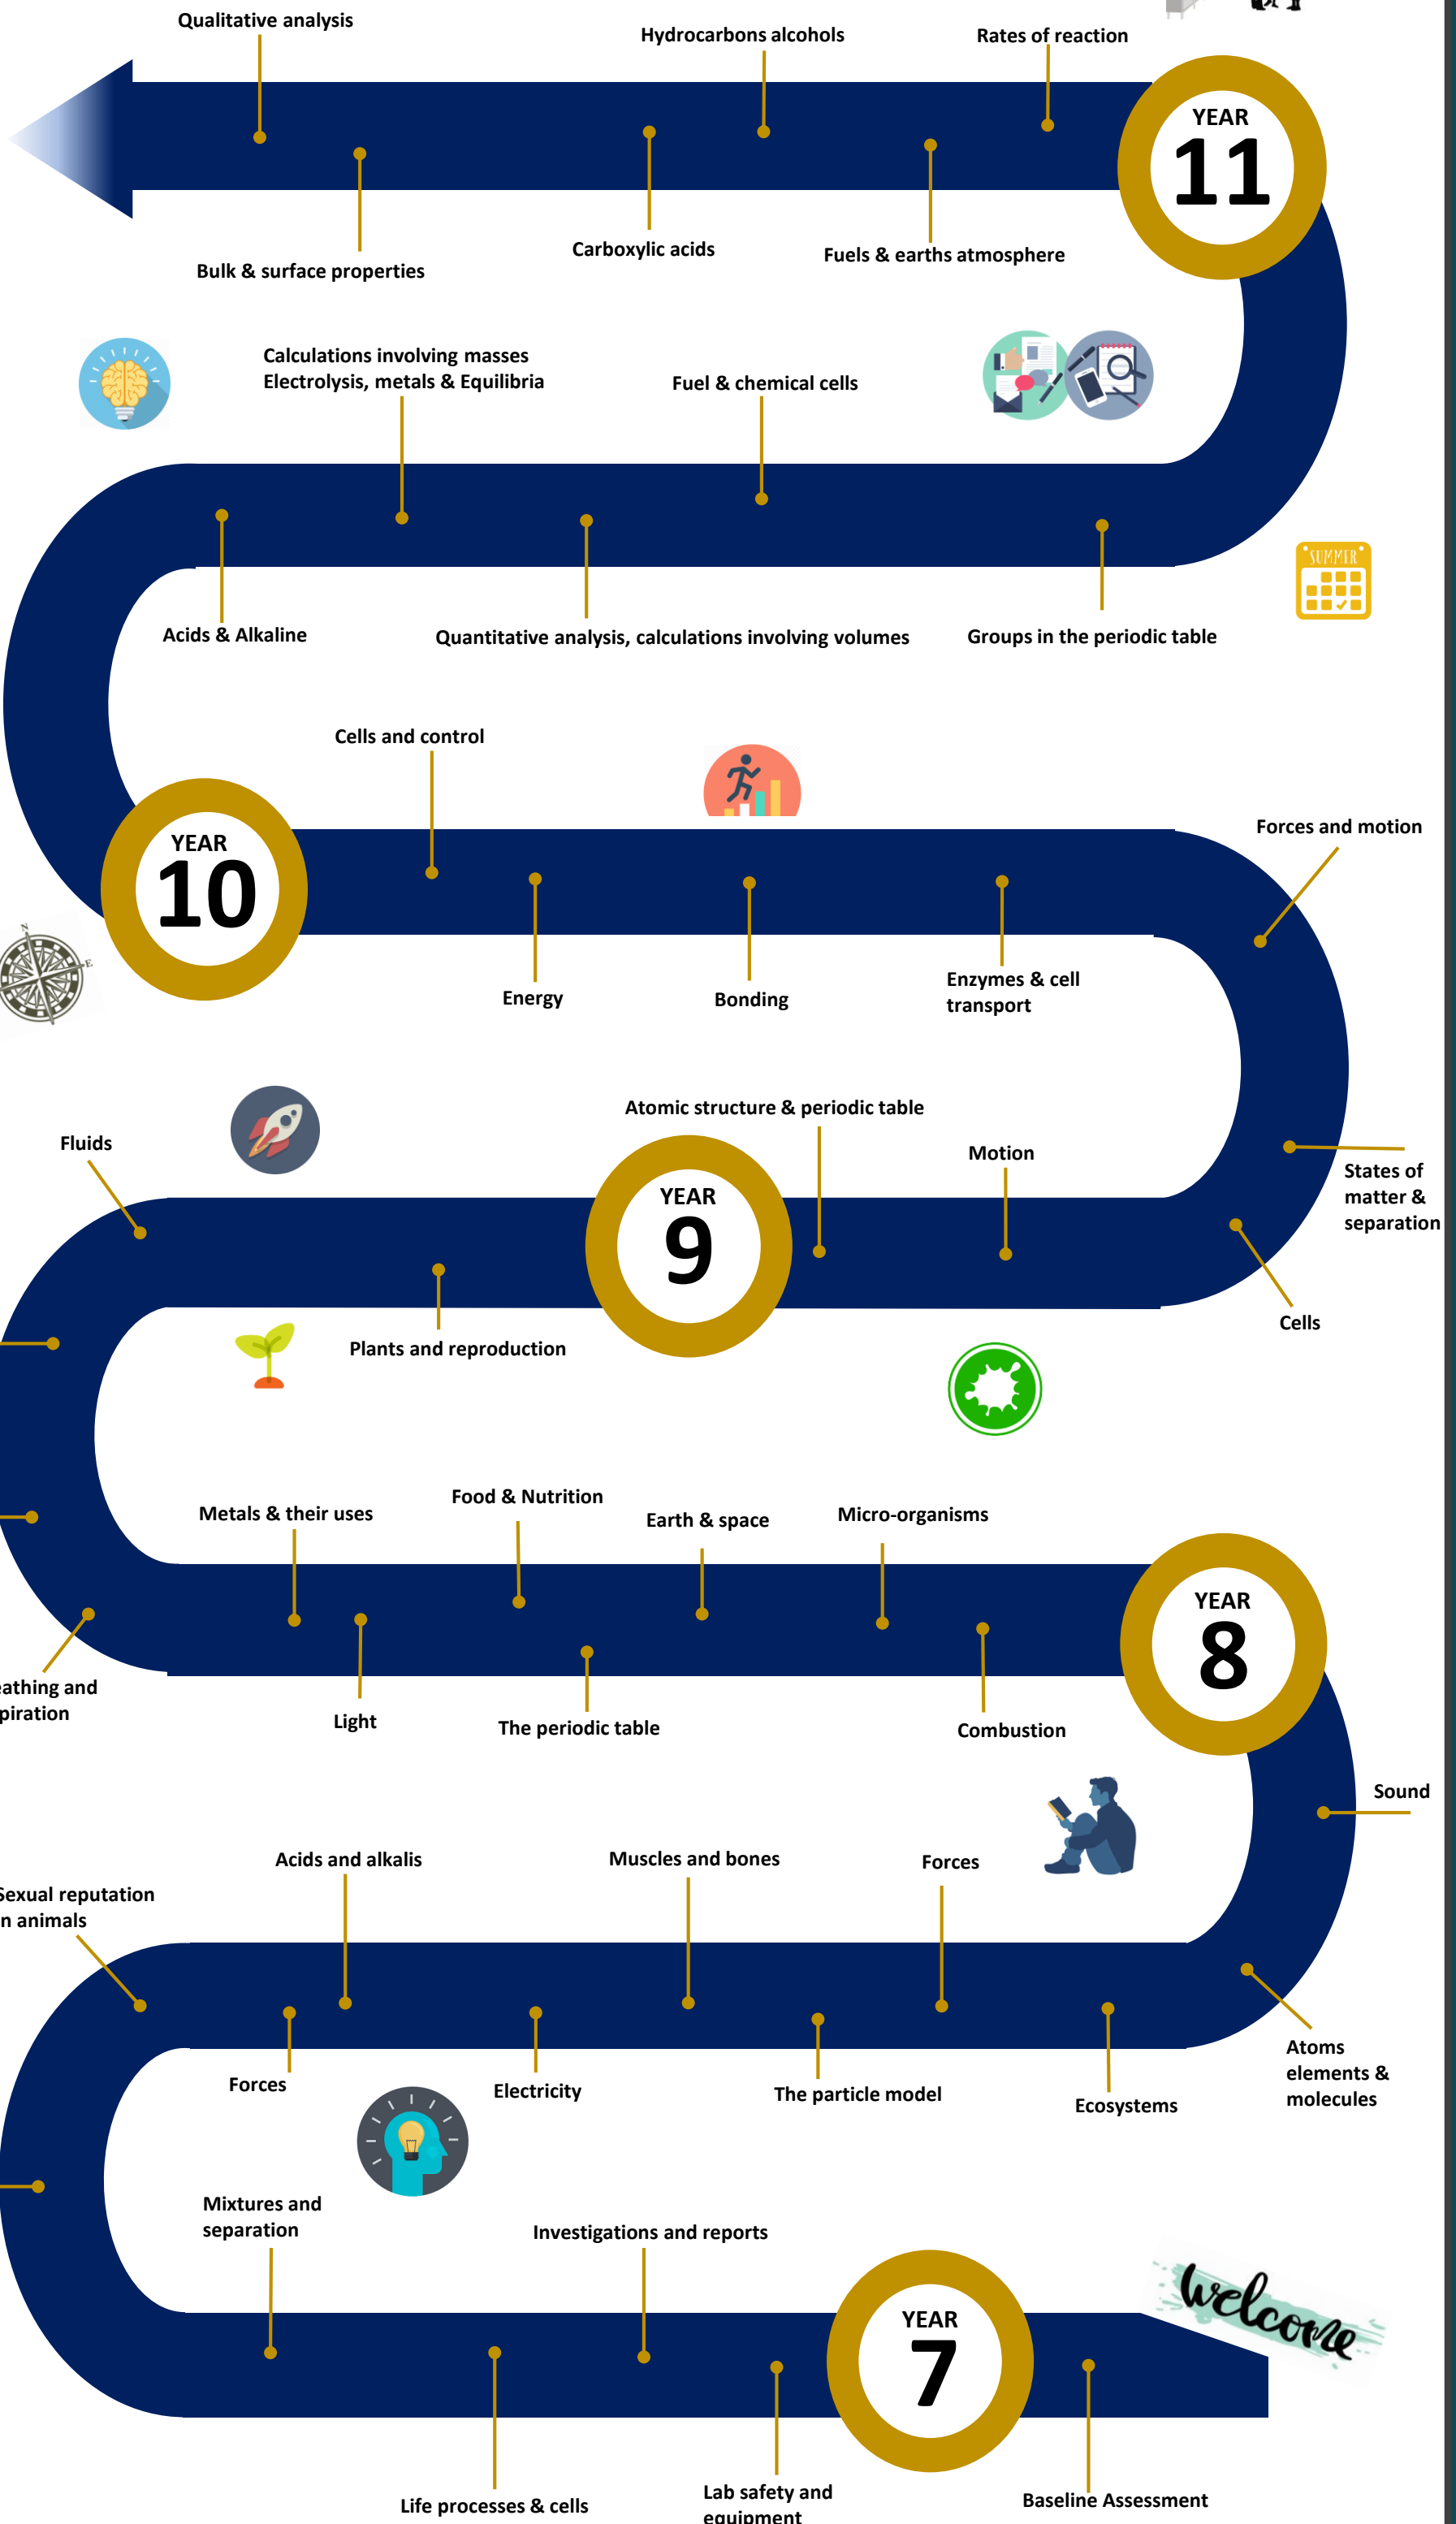 Qualitative analysis
Hydrocarbons alcohols
Rates of reaction
YEAR
11
Bulk & surface properties
Carboxylic acids
Fuels & earths atmosphere
Calculations involving masses
Electrolysis, metals & Equilibria
Fuel & chemical cells
SUMMER
Acids & Alkaline
Quantitative analysis, calculations involving volumes
Groups in the periodic table
Cells and control
Forces and motion
YEAR
10
N
E
Energy
Bonding
Enzymes & cell
transport
Atomic structure & periodic table
Fluids
Motion
States of
matter &
separation
YEAR
9
Plants and reproduction
Cells
Food & Nutrition
Metals & their uses
Earth & space
Micro-organisms
YEAR
8
eathing and
piration
Light
The periodic table
Combustion
Sound
Acids and alkalis
Muscles and bones
Forces
Sexual reputation
n animals
Forces
Electricity
The particle model
Ecosystems
Atoms
elements &
molecules
Mixtures and
separation
Investigations and reports
welcome
YEAR
7
Life processes & cells
Lab safety and
equipment
Baseline Assessment